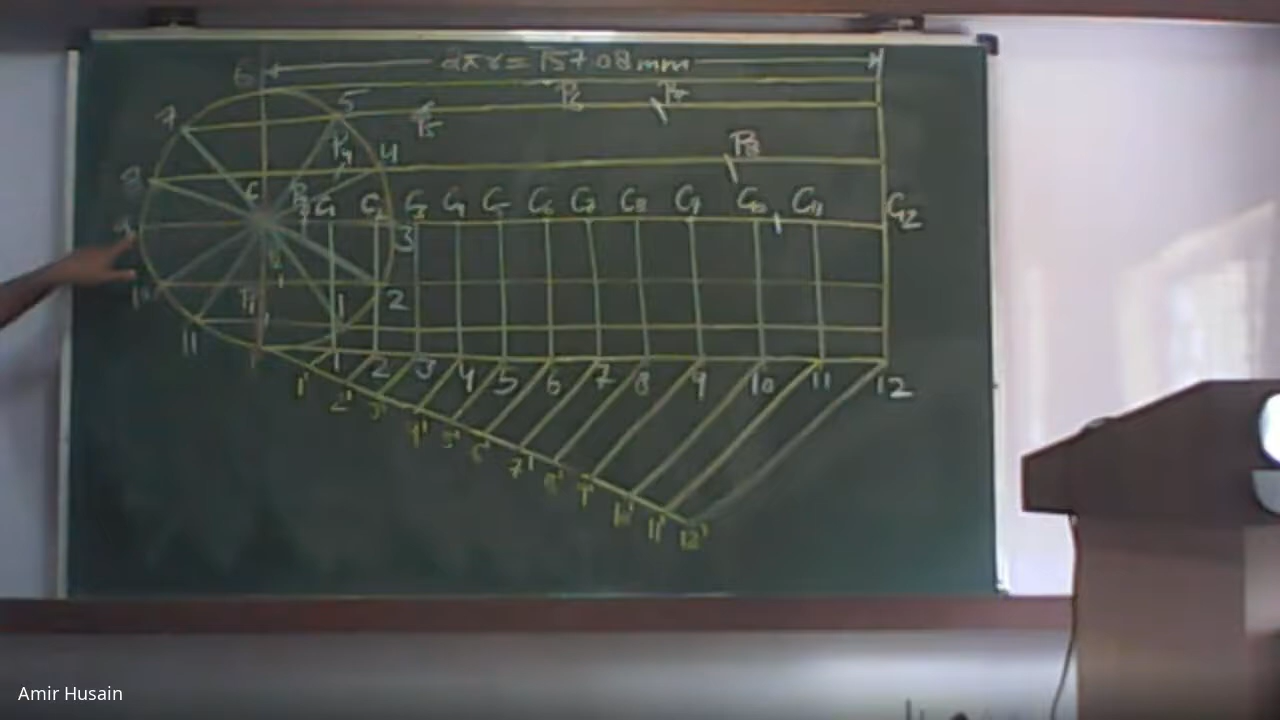 2πr = 157.08mm
6
7 5 P5 P6 P7
8 P4 4 P8
C P3 C1 C2 C3 C4 C5 C6 C7 C8 C9 C10 C11 C12
9 3
10 2
11 P1 1
1 2 3 4 5 6 7 8 9 10 11 12
1' 2' 3' 4' 5' 6' 7' 8' 9' 10' 11' 12'
Amir Husain